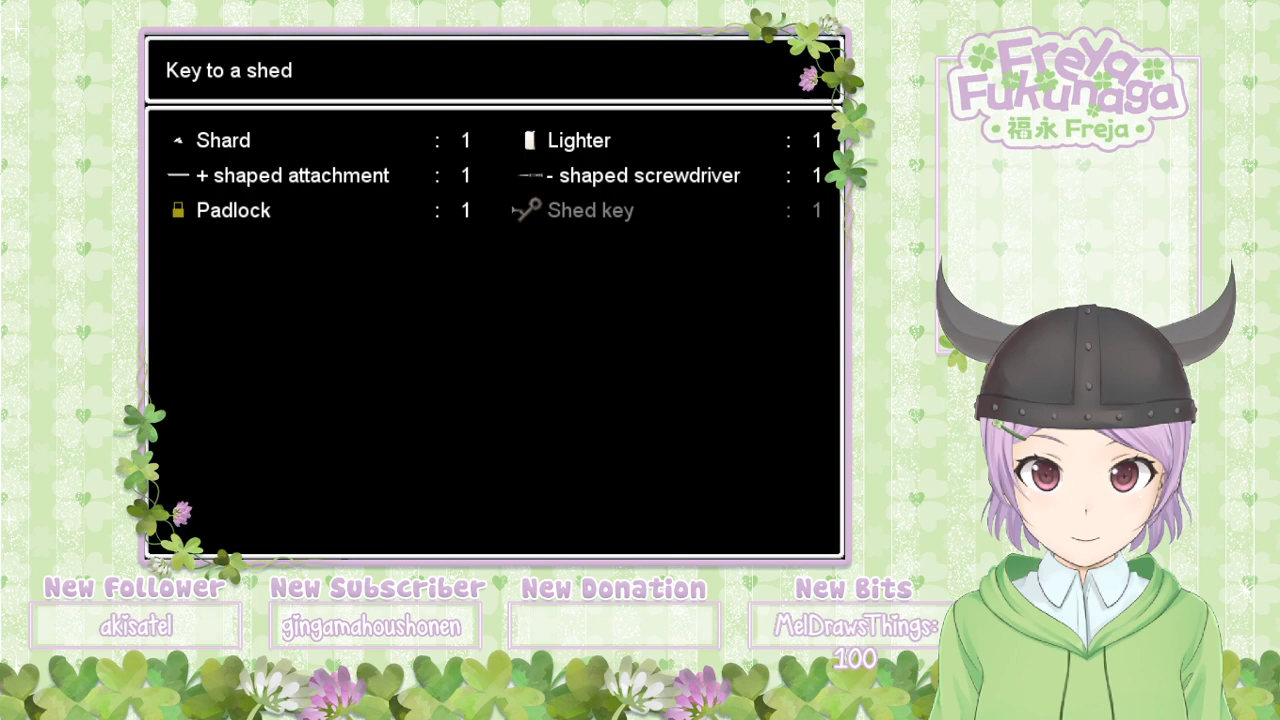 Key to a shed
Shard : 1 Lighter : 1
+ shaped attachment : 1 - shaped screwdriver : 1
Padlock : 1 Shed key : 1
Freya
Fukunaga
• 福永 Freja •
New Follower
akisatel
New Subscriber
gingamahoushonen
New Donation
New Bits
MelDrawsThings:
100